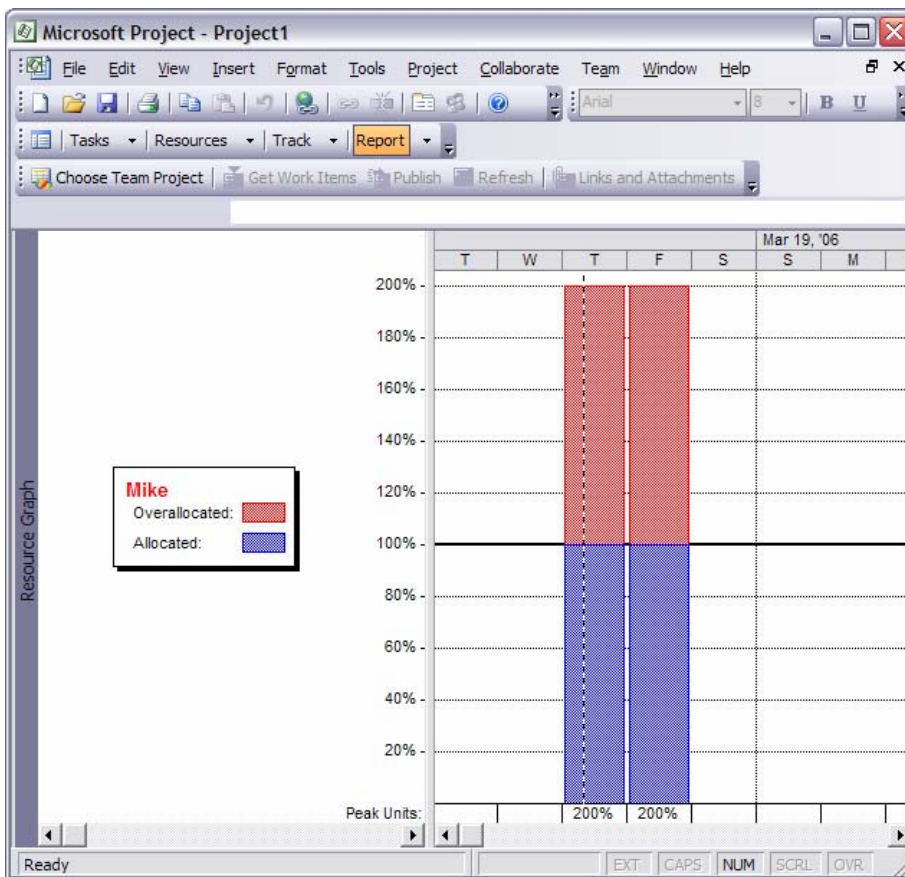 Microsoft Project - Project1
File Edit View Insert Format Tools Project Collaborate Team Window Help
Arial 8 B U
Tasks Resources Track Report
Choose Team Project Get Work Items Publish Refresh Links and Attachments
Mar 19, '06
T W T F S S M
200% -
180% -
160% -
140% -
120% -
100% -
80% -
60% -
40% -
20% -
Resource Graph
Mike
Overallocated:
Allocated:
Peak Units: 200% 200%
Ready EXT CAPS NUM SCRL OVR